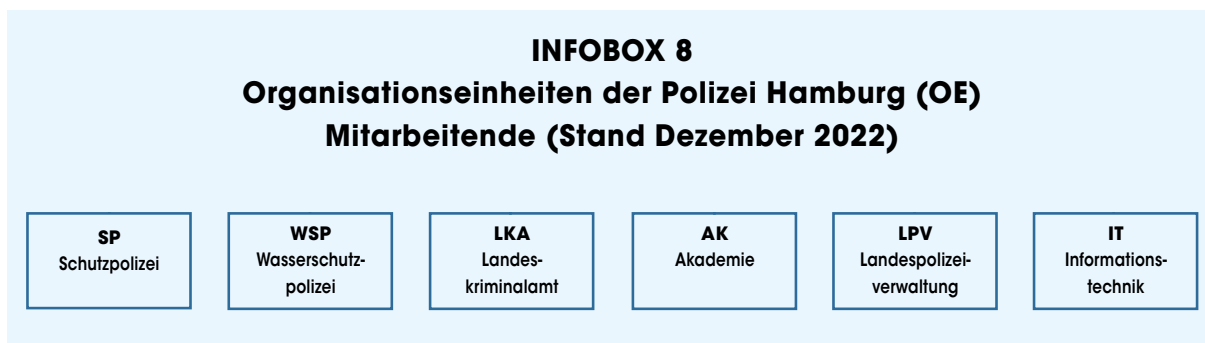 INFOBOX 8
Organisationseinheiten der Polizei Hamburg (OE)
Mitarbeitende (Stand Dezember 2022)
SP
Schutzpolizei
WSP
Wasserschutz-
polizei
LKA
Landes-
kriminalamt
AK
Akademie
LPV
Landespolizei-
verwaltung
IT
Informations-
technik